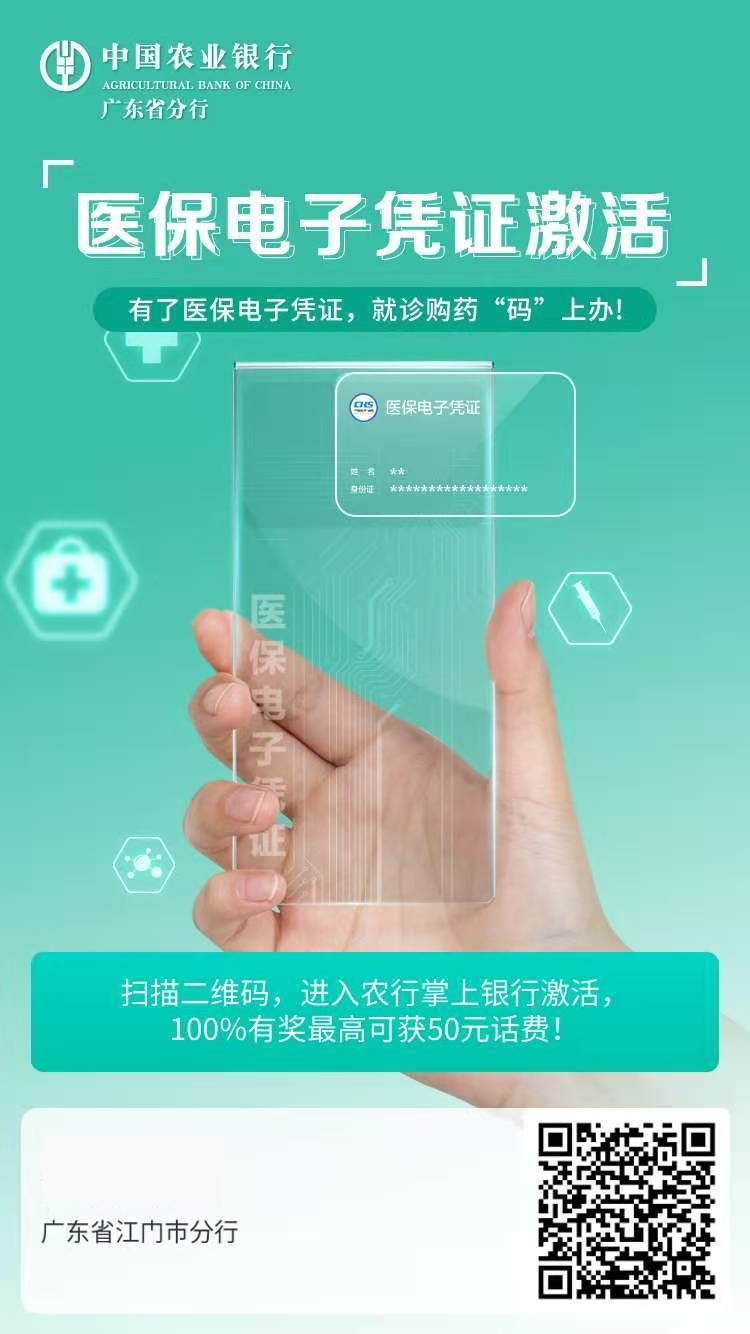 中国农业银行
AGRICULTURAL BANK OF CHINA
广东省分行
医保电子凭证激活
有了医保电子凭证，就诊购药“码”上办!
CHS
医保电子凭证
姓 名 **
身份证 ******************
医保电子凭证
扫描二维码，进入农行掌上银行激活，
100%有奖最高可获50元话费！
广东省江门市分行